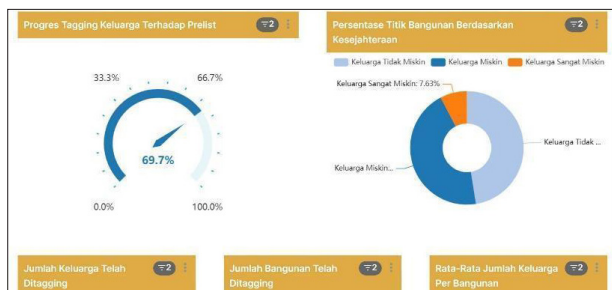 Progres Tagging Keluarga Terhadap Prelist
2
33.3%
66.7%
69.7%
0.0%
100.0%
Persentase Titik Bangunan Berdasarkan
Kesejahteraan
2
Keluarga Tidak Miskin
Keluarga Miskin
Keluarga Sangat Miskin
Keluarga Sangat Miskin: 7.63%
Keluarga Tidak ...
Keluarga Miskin...
Jumlah Keluarga Telah
Ditagging
2
Jumlah Bangunan Telah
Ditagging
2
Rata-Rata Jumlah Keluarga
Per Bangunan
2